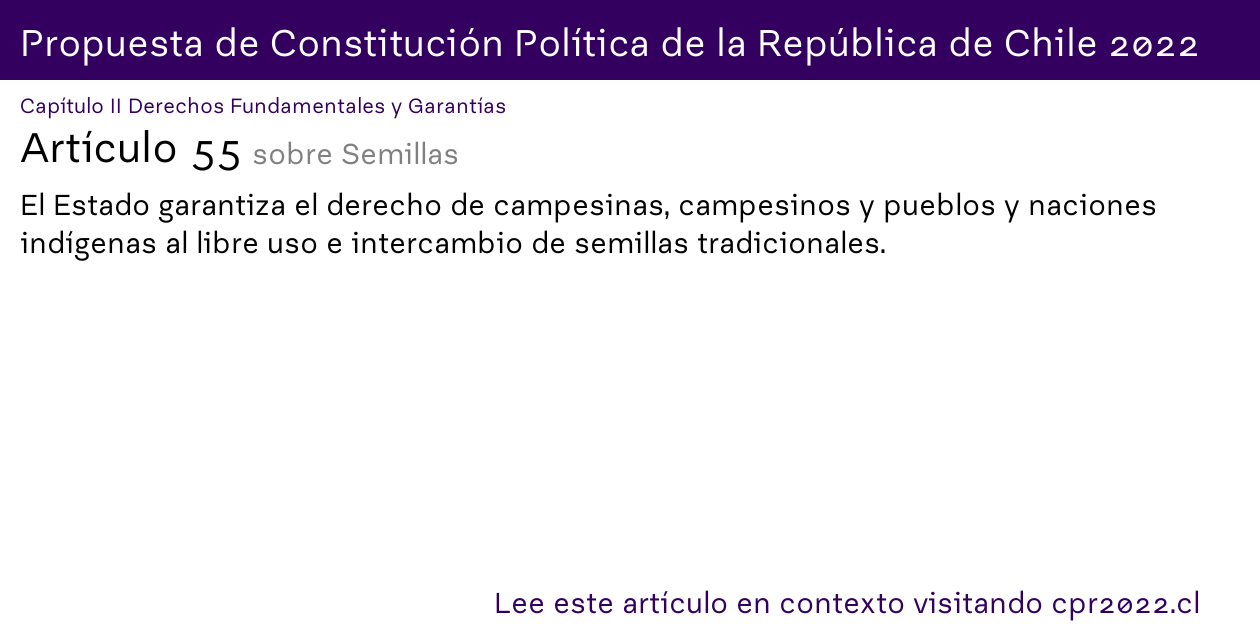 Propuesta de Constitución Política de la República de Chile 2022
Capítulo II Derechos Fundamentales y Garantías
Artículo 55 sobre Semillas
El Estado garantiza el derecho de campesinas, campesinos y pueblos y naciones
indígenas al libre uso e intercambio de semillas tradicionales.
Lee este artículo en contexto visitando cpr2022.cl